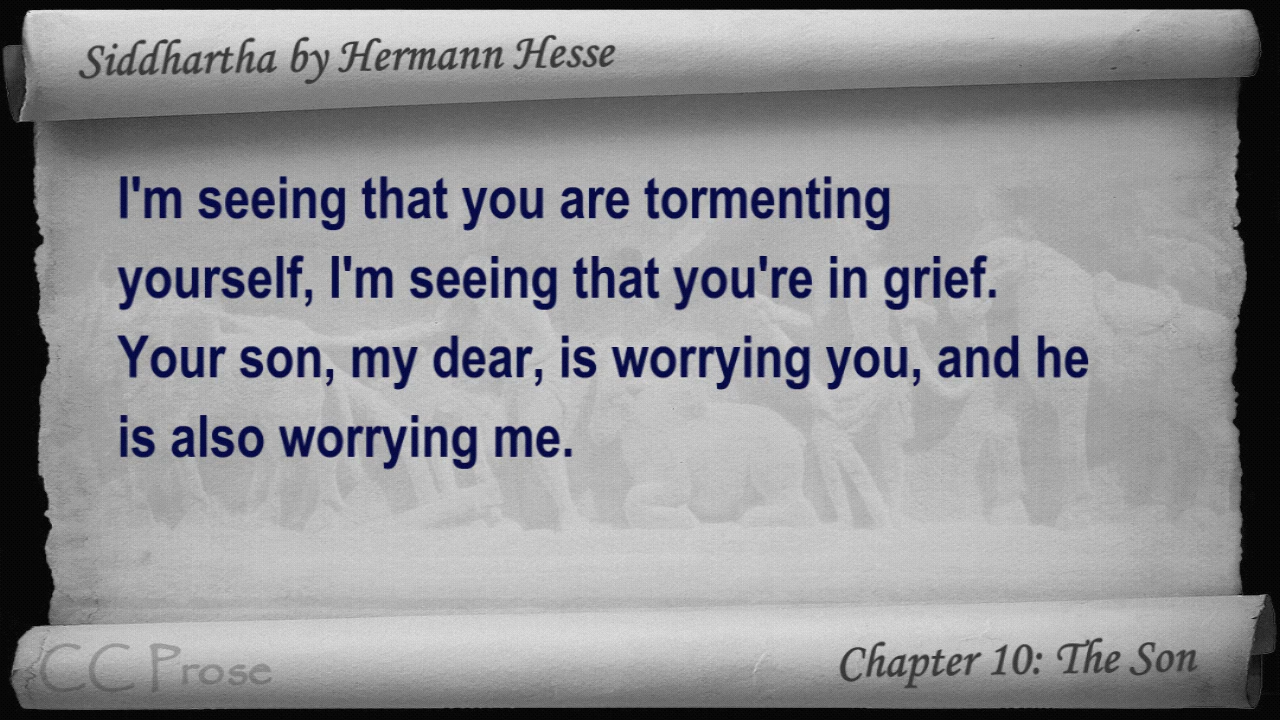 Siddhartha by Hermann Hesse
I'm seeing that you are tormenting
yourself, I'm seeing that you're in grief.
Your son, my dear, is worrying you, and he
is also worrying me.
CC Prose
Chapter 10: The Son